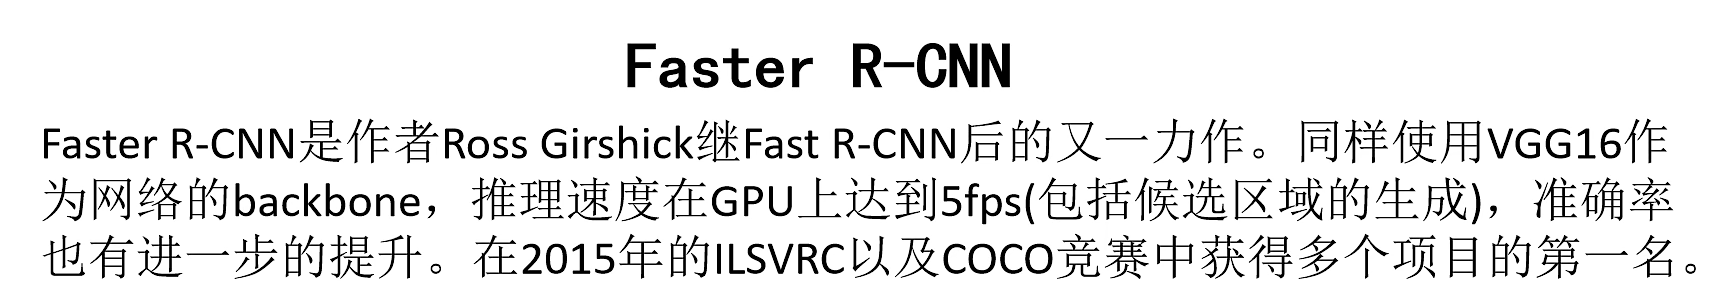 Faster R-CNN
Faster R-CNN是作者Ross Girshick继Fast R-CNN后的又一力作。同样使用VGG16作
为网络的backbone，推理速度在GPU上达到5fps(包括候选区域的生成)，准确率
也有进一步的提升。在2015年的ILSVRC以及COCO竞赛中获得多个项目的第一名。